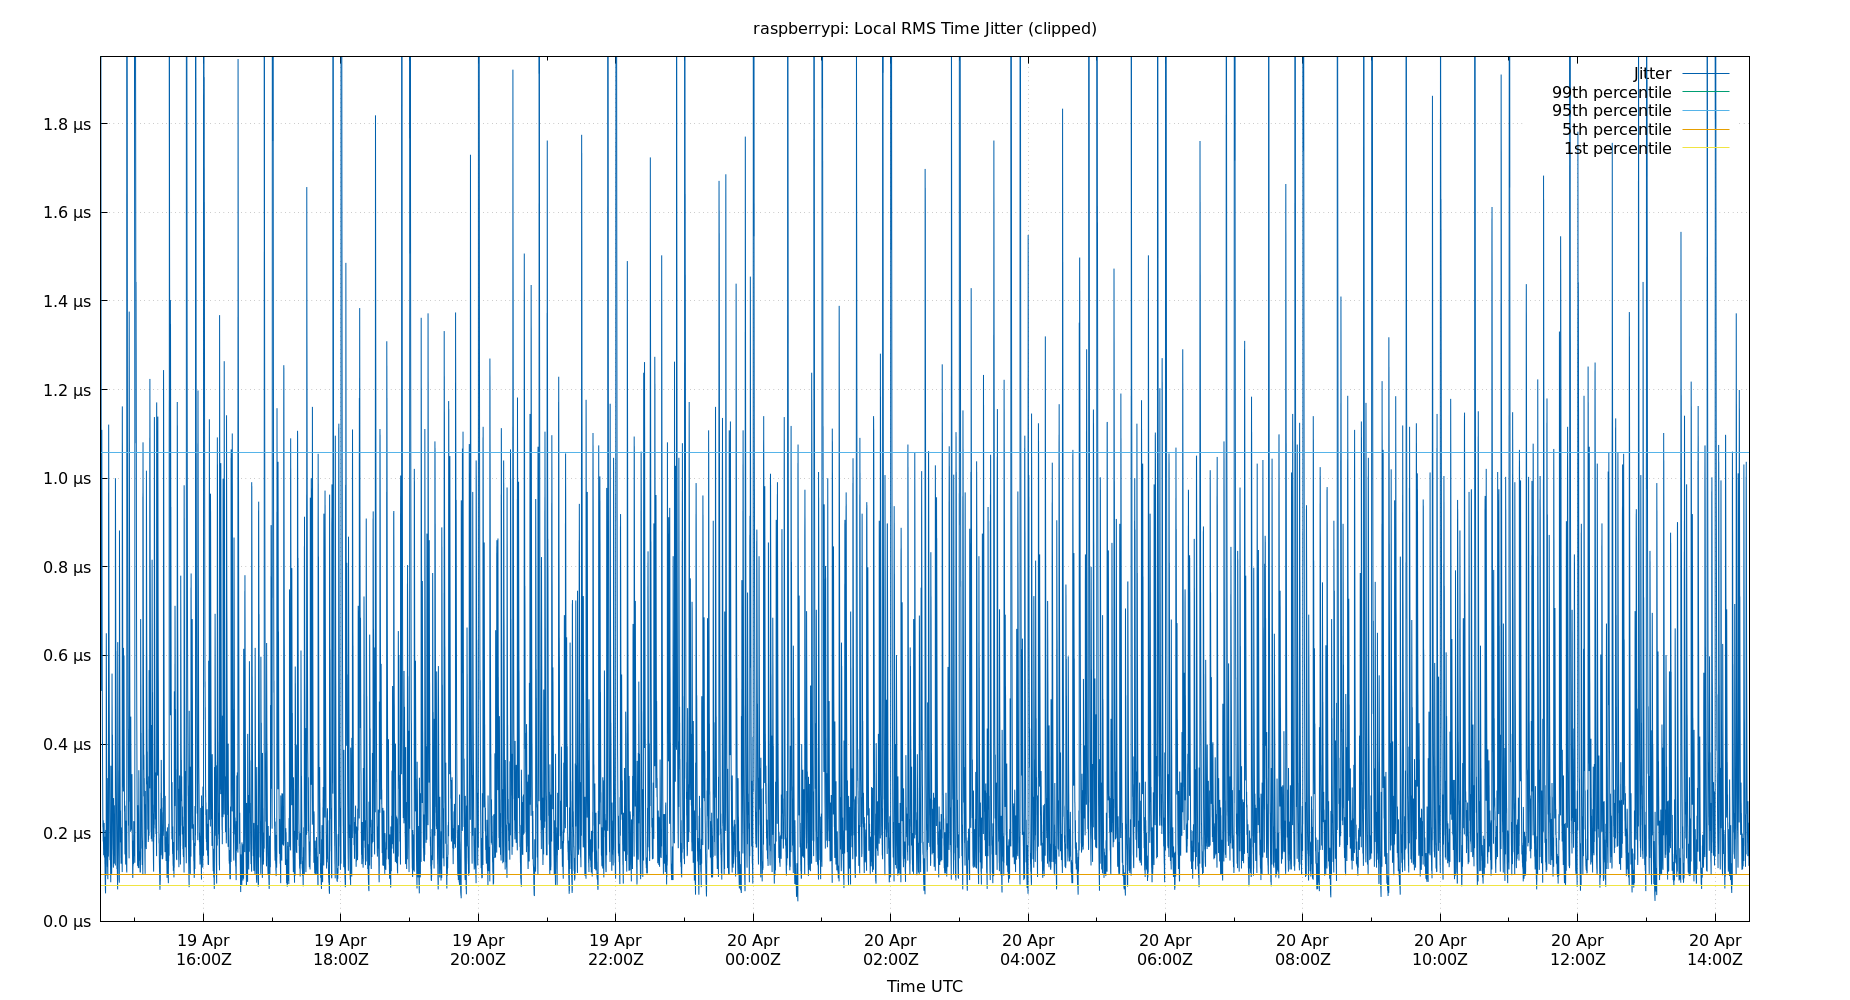 raspberrypi: Local RMS Time Jitter (clipped)
Jitter
99th percentile
95th percentile
5th percentile
1st percentile
1.8 μs
1.6 μs
1.4 μs
1.2 μs
1.0 μs
0.8 μs
0.6 μs
0.4 μs
0.2 μs
0.0 μs
19 Apr 19 Apr 19 Apr 19 Apr 20 Apr 20 Apr 20 Apr 20 Apr 20 Apr 20 Apr 20 Apr 20 Apr
16:00Z 18:00Z 20:00Z 22:00Z 00:00Z 02:00Z 04:00Z 06:00Z 08:00Z 10:00Z 12:00Z 14:00Z
Time UTC